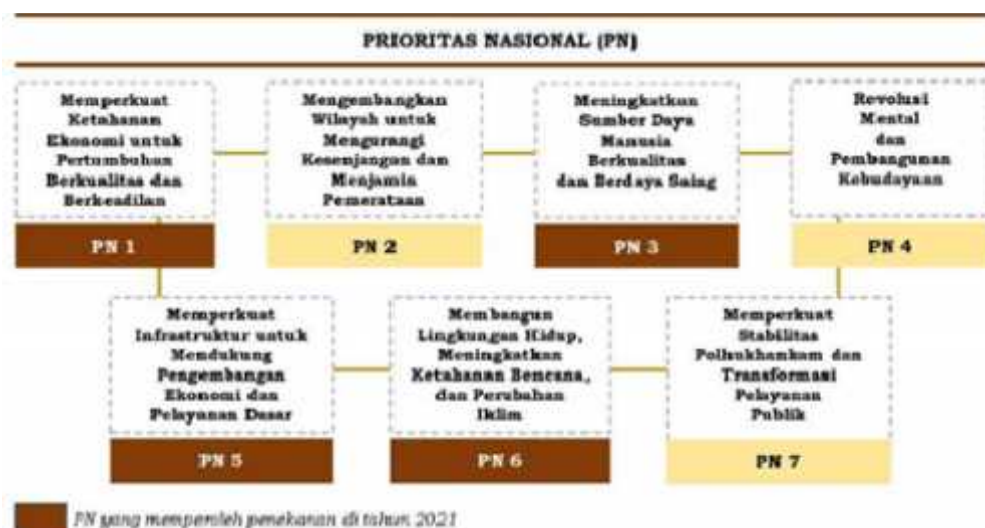 PRIORITAS NASIONAL (PN)
Memperkuat
Ketahanan
Ekonomi untuk
Pertumbuhan
Berkualitas dan
Berkeadilan
PN 1
Mengembangkan
Wilayah untuk
Mengurangi
Kesenjangan dan
Menjamin
Pemerataan
PN 2
Meningkatkan
Sumber Daya
Manusia
Berkualitas
dan Berdaya Saing
PN 3
Revolusi
Mental
dan
Pembangunan
Kebudayaan
PN 4
Memperkuat
Infrastruktur untuk
Mendukung
Pengembangan
Ekonomi dan
Pelayanan Dasar
PN 5
Membangun
Lingkungan Hidup,
Meningkatkan
Ketahanan Bencana,
dan Perubahan
Iklim
PN 6
Memperkuat
Stabilitas
Polhukhankam dan
Transformasi
Pelayanan
Publik
PN 7
PN yang memperoleh penekanan di tahun 2021